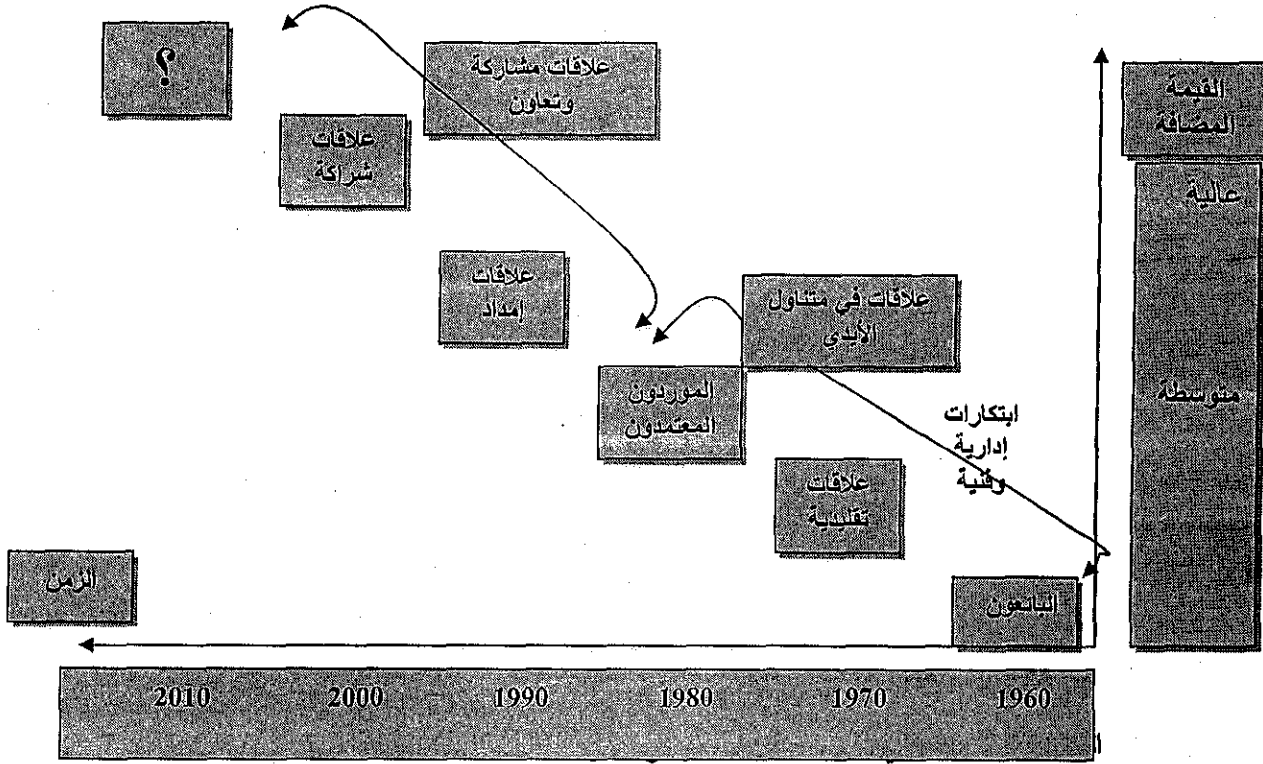 ؟
علاقات مشاركة
وتعاون
القيمة
المضافة
علاقات
شراكة
عالية
علاقات
إمداد
علاقات في متناول
الأيدي
الموردون
المعتمدون
متوسطة
ابتكارات
إدارية
وفنية
علاقات
تقليدية
الزمن
البائعون
1960
1970
1980
1990
2000
2010